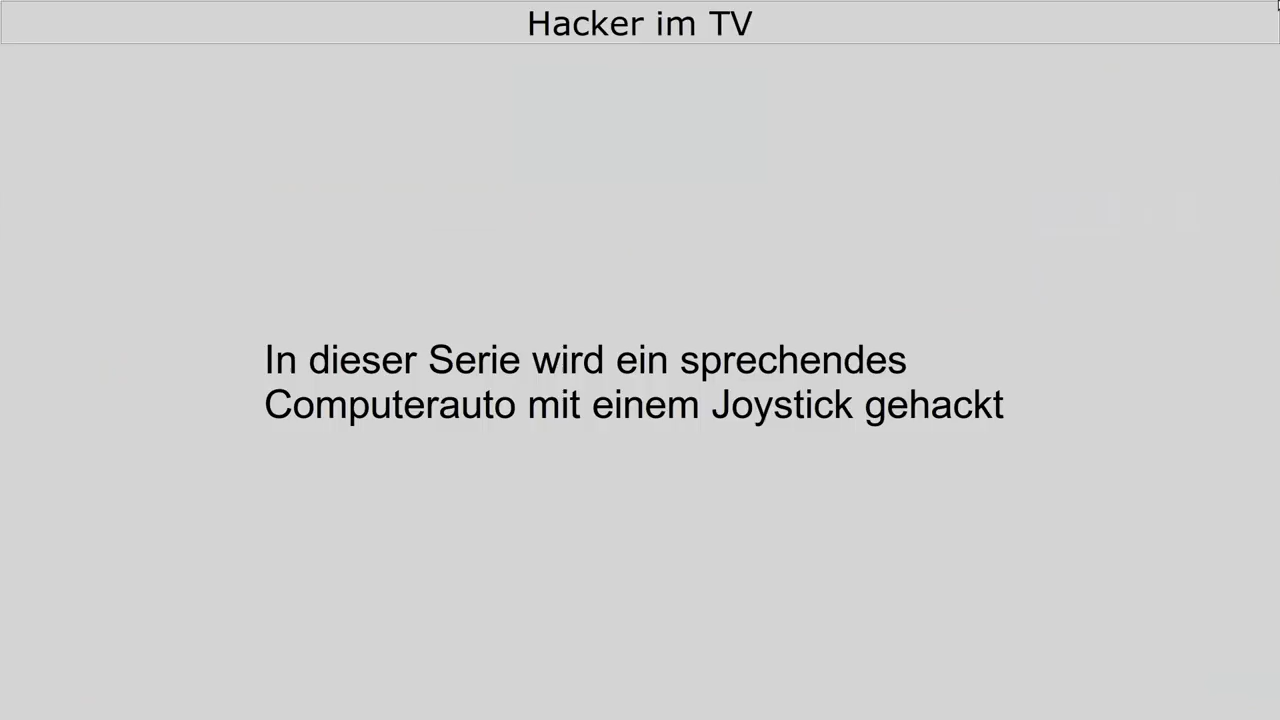 Hacker im TV
In dieser Serie wird ein sprechendes
Computerauto mit einem Joystick gehackt